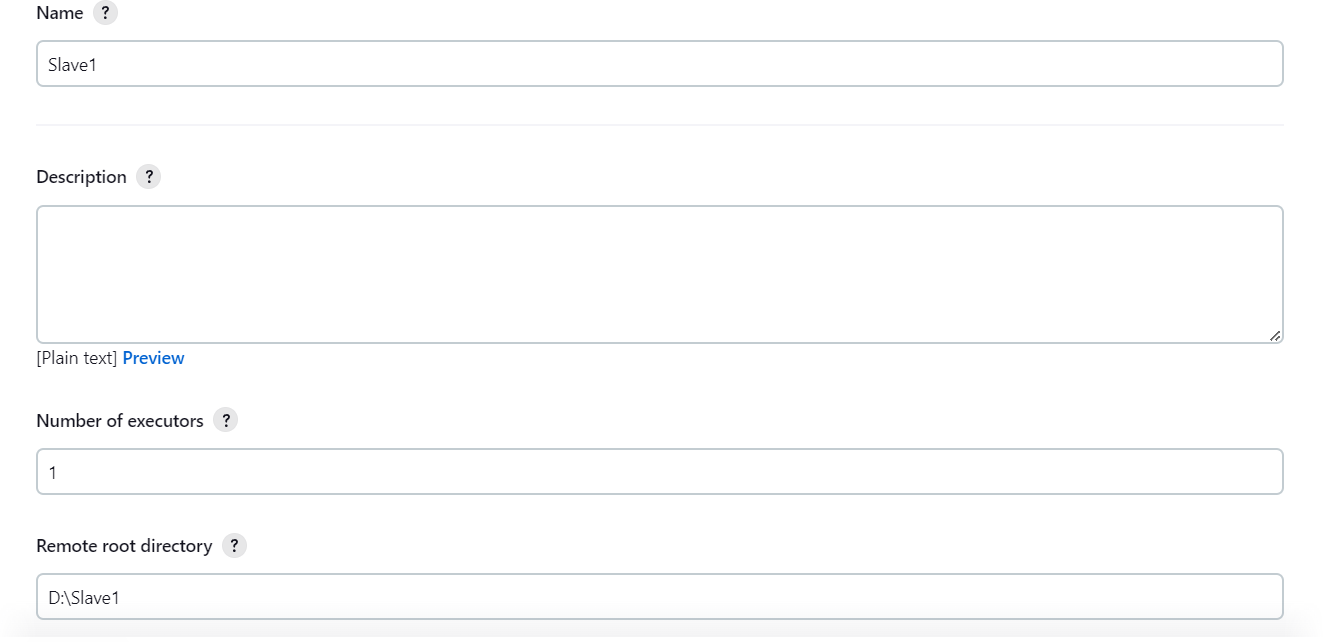 Name ?
Slave1
Description ?
[Plain text] Preview
Number of executors ?
1
Remote root directory ?
D:\Slave1